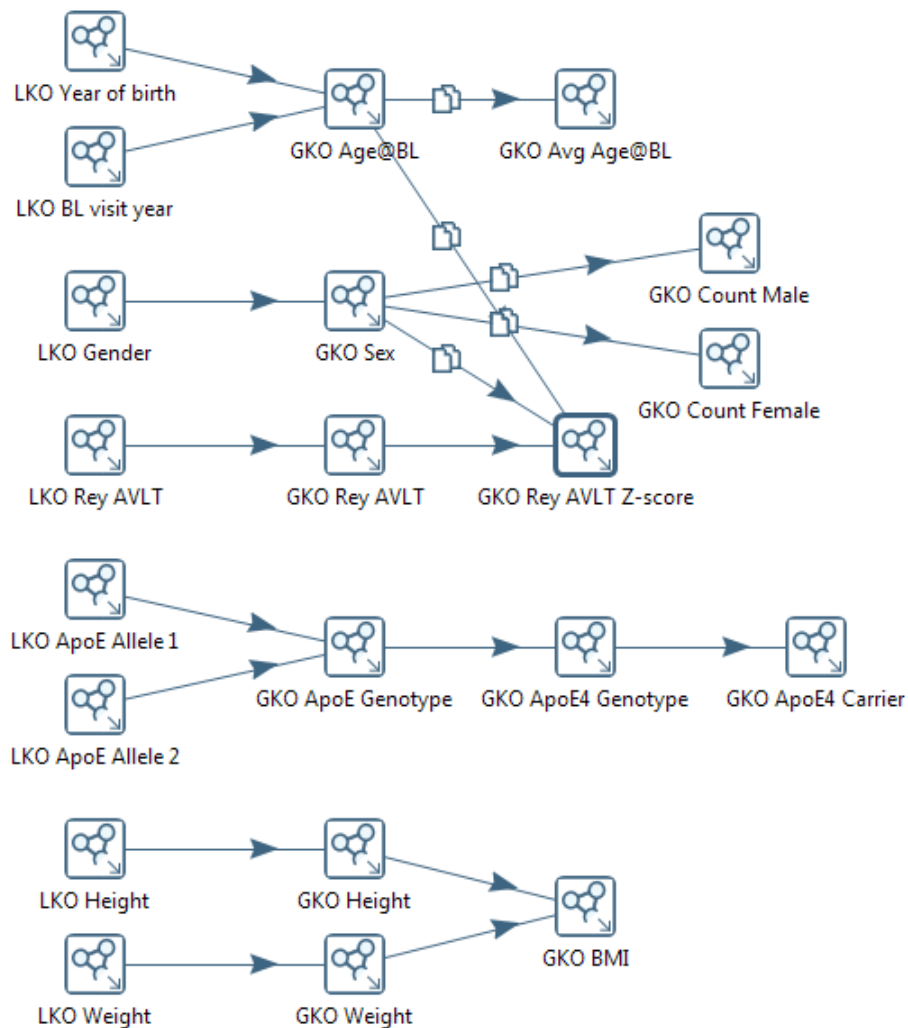 LKO Year of birth
GKO Age@BL
GKO Avg Age@BL
LKO BL visit year
GKO Count Male
LKO Gender
GKO Sex
GKO Count Female
LKO Rey AVLT
GKO Rey AVLT
GKO Rey AVLT Z-score
LKO ApoE Allele 1
GKO ApoE Genotype
GKO ApoE4 Genotype
GKO ApoE4 Carrier
LKO ApoE Allele 2
LKO Height
GKO Height
GKO BMI
LKO Weight
GKO Weight